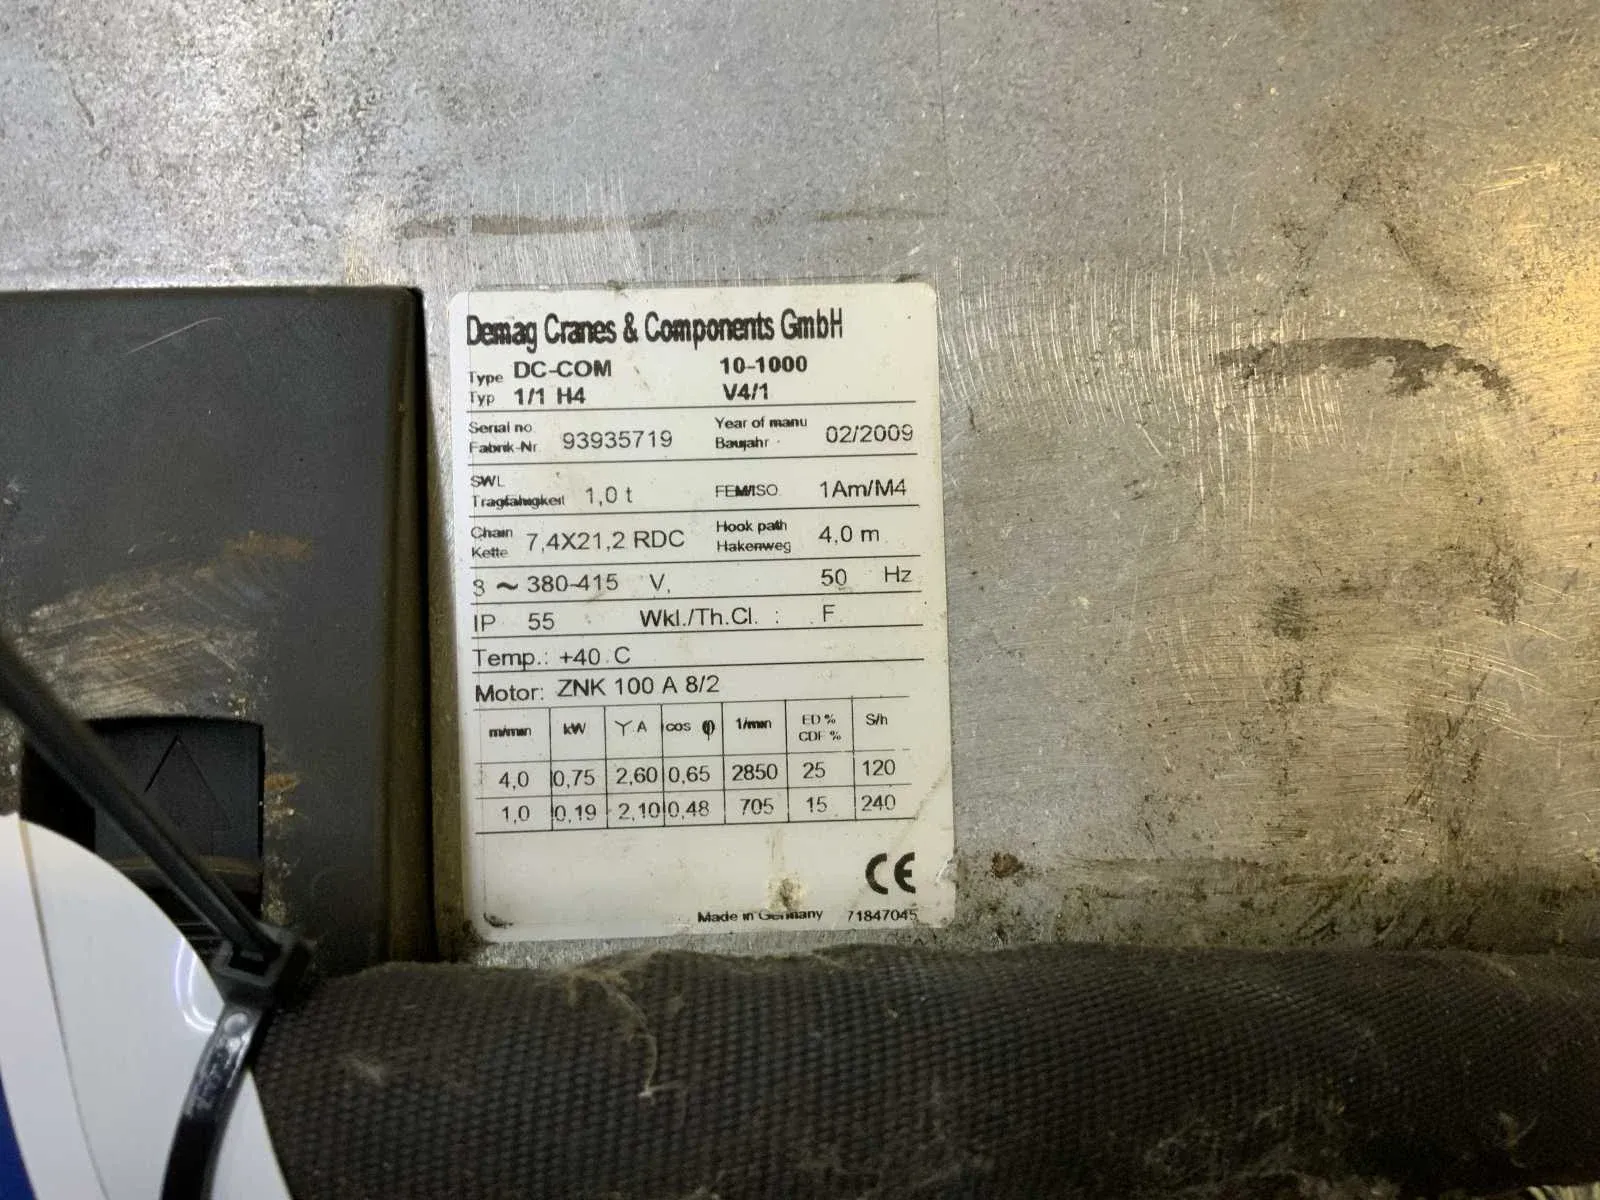 Demag Cranes & Components GmbH
Type DC-COM 10-1000
Typ 1/1 H4 V4/1
Serial no. Year of manu
Fabrik-Nr 93935719 Baujahr 02/2009
SWL
Tragfähigkeit 1,0 t FEM/ISO 1Am/M4
Chain Hook path
Kette 7,4X21,2 RDC Hakenweg 4,0 m
3 ~ 380-415 V, 50 Hz
IP 55 Wkl./Th.Cl. : F
Temp.: +40 C
Motor: ZNK 100 A 8/2
m/min kW Y A cos φ 1/min ED % S/h
CDF %
4,0 0,75 2,60 0,65 2850 25 120
1,0 0,19 2,10 0,48 705 15 240
CE
Made in Germany 71847045